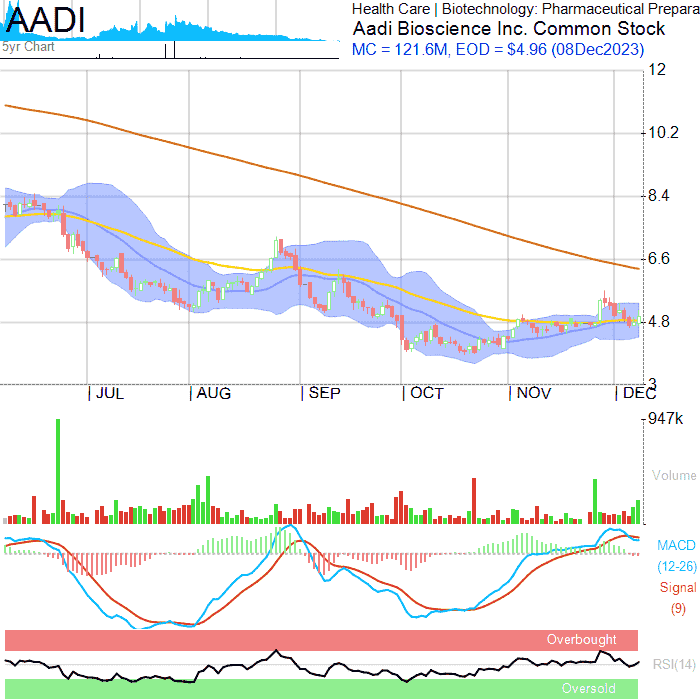 AADI
5yr Chart
Health Care | Biotechnology: Pharmaceutical Prepara
Aadi Bioscience Inc. Common Stock
MC = 121.6M, EOD = $4.96 (08Dec2023)
12
10.2
8.4
6.6
4.8
3
JUL AUG SEP OCT NOV DEC
947k
Volume
MACD
(12-26)
Signal
(9)
Overbought
RSI(14)
Oversold